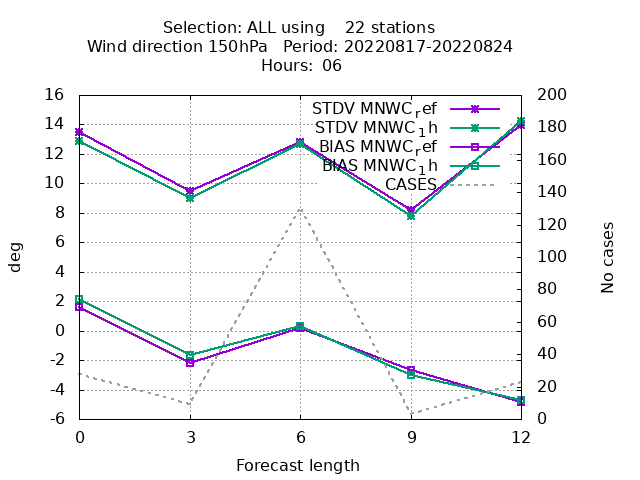 Selection: ALL using    22 stations
Wind direction 150hPa   Period: 20220817-20220824
Hours: 06
16
14
12
10
8
6
4
2
0
-2
-4
-6
200
180
160
140
120
100
80
60
40
20
0
STDV MNWC_ref
STDV MNWC_1h
BIAS MNWC_ref
BIAS MNWC_1h
CASES
deg
No cases
0 3 6 9 12
Forecast length